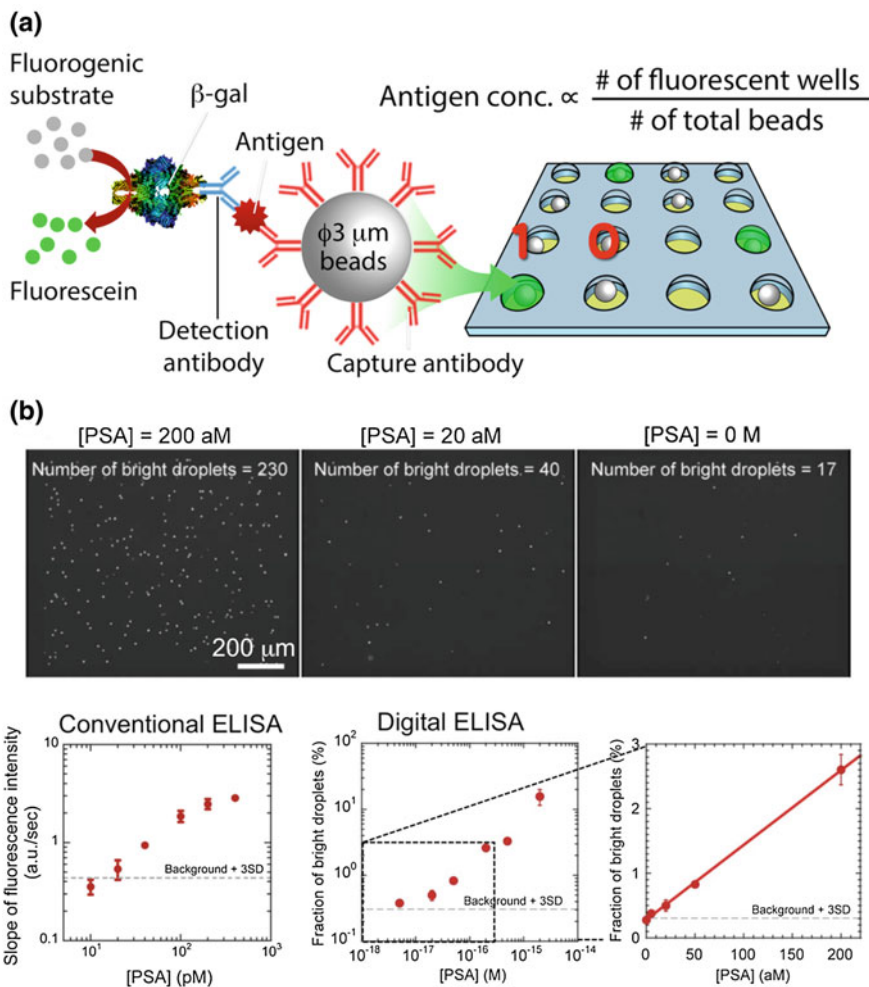 (a)
Fluorogenic
substrate
β-gal
Antigen
Antigen conc. ∝ # of fluorescent wells
# of total beads
ϕ3 μm
beads
1 0
Fluorescein
Detection
antibody
Capture antibody
(b)
[PSA] = 200 aM
[PSA] = 20 aM
[PSA] = 0 M
Number of bright droplets = 230
Number of bright droplets = 40
Number of bright droplets = 17
200 μm
Conventional ELISA
Slope of fluorescence intensity
(a.u./sec)
10
1
0.1
Background + 3SD
10¹ 10² 10³
[PSA] (pM)
Digital ELISA
Fraction of bright droplets (%)
10²
10¹
10⁰
10⁻¹
Background + 3SD
10⁻¹⁸ 10⁻¹⁷ 10⁻¹⁶ 10⁻¹⁵ 10⁻¹⁴
[PSA] (M)
Fraction of bright droplets (%)
3
2
1
0
Background + 3SD
0 50 100 150 200
[PSA] (aM)